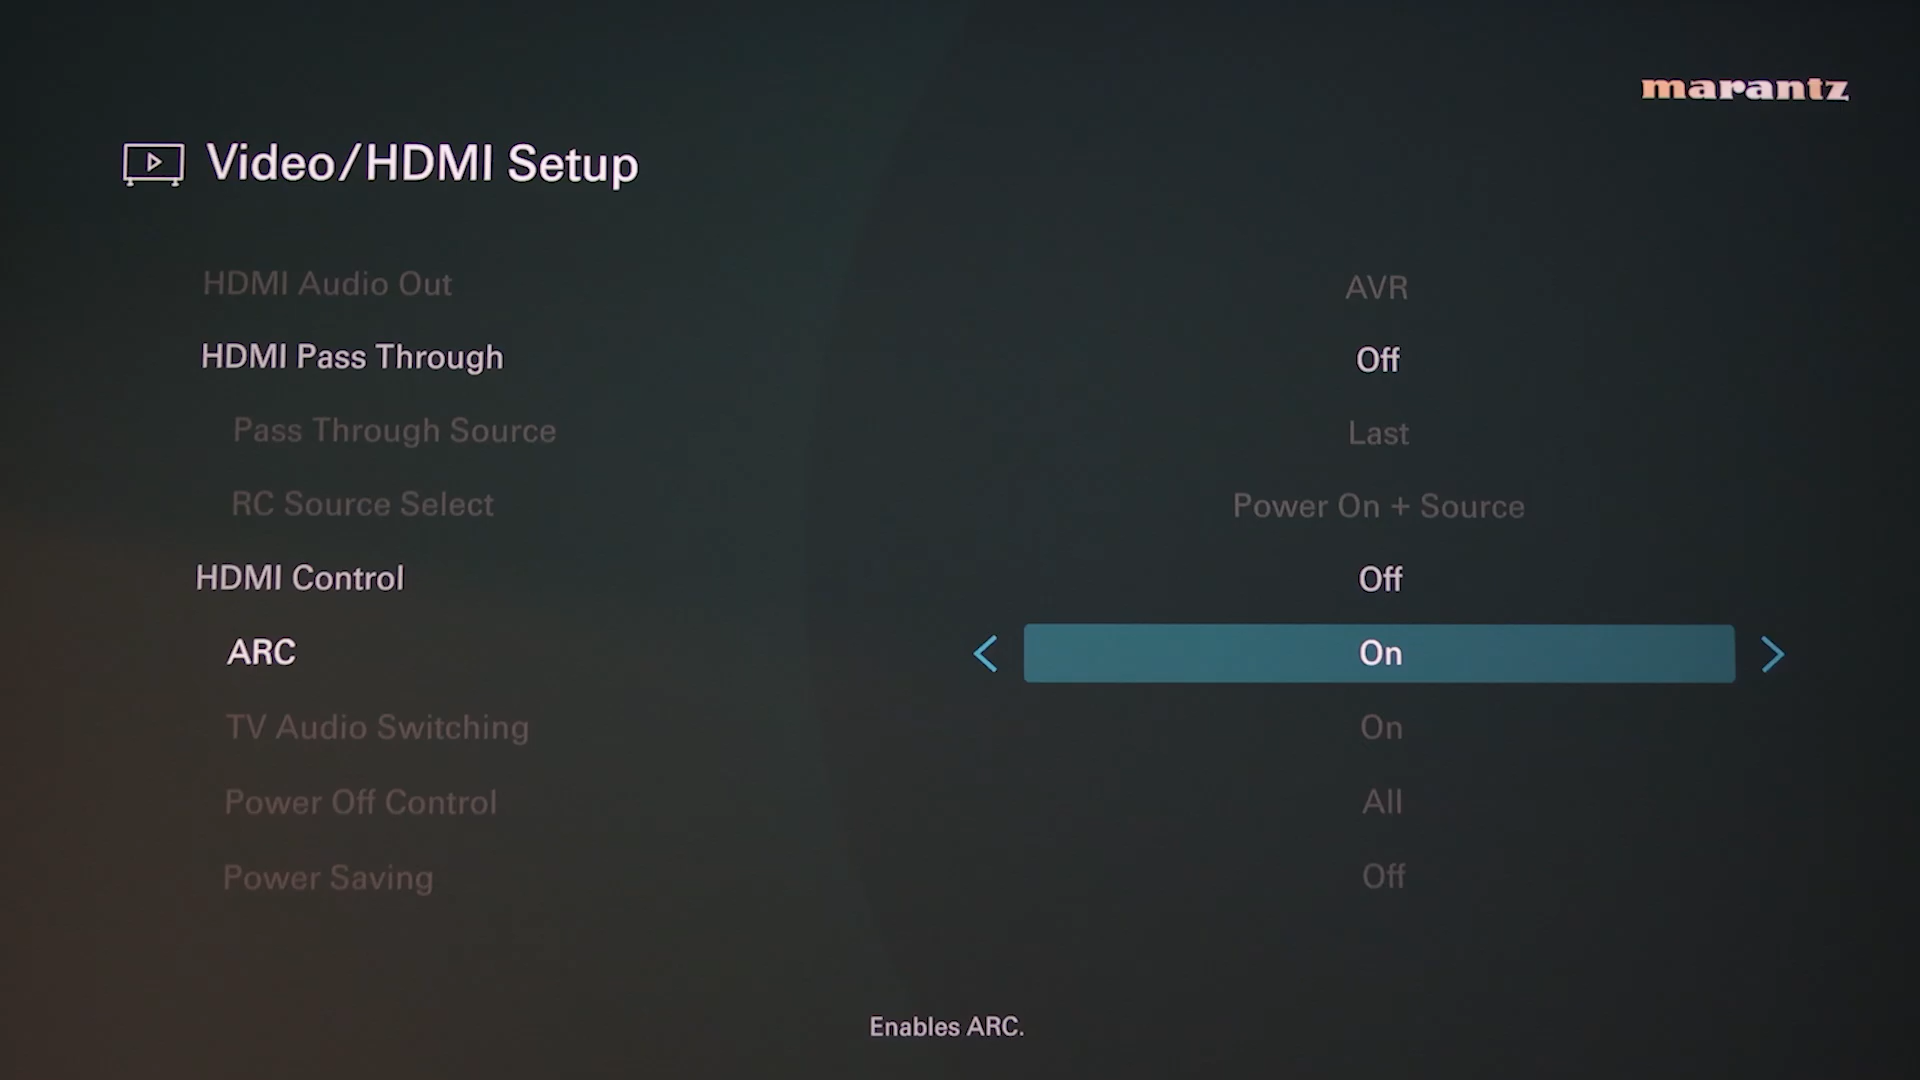 marantz
Video/HDMI Setup
HDMI Audio Out AVR
HDMI Pass Through Off
Pass Through Source Last
RC Source Select Power On + Source
HDMI Control Off
ARC On
TV Audio Switching On
Power Off Control All
Power Saving Off
Enables ARC.